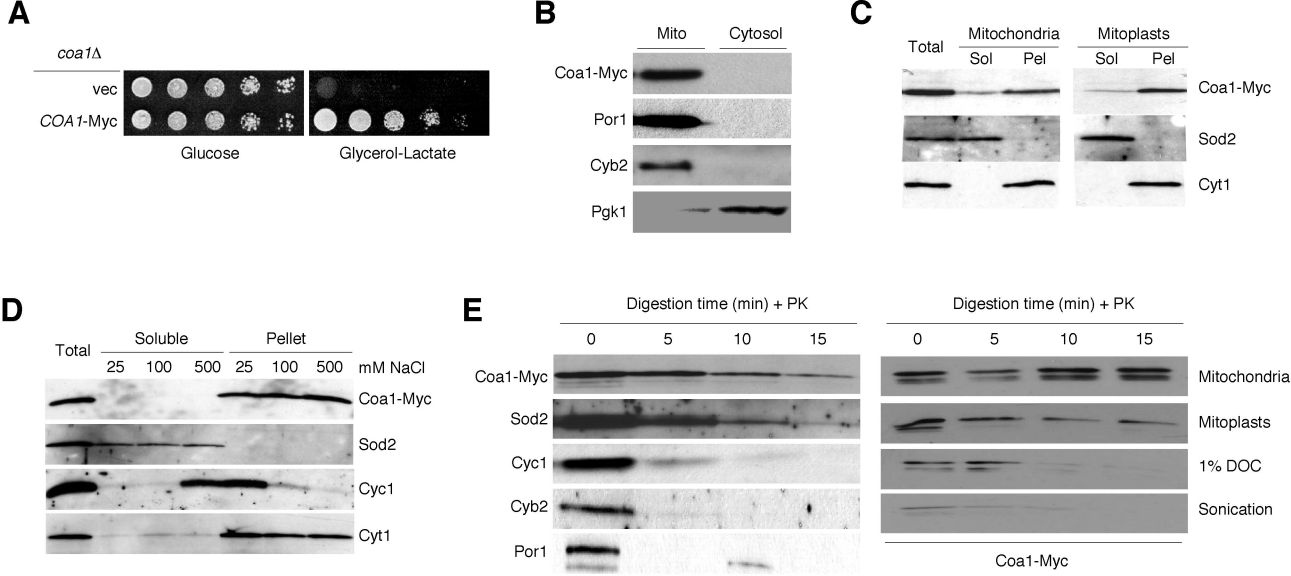 A
coa1Δ
vec
COA1-Myc
Glucose
Glycerol-Lactate
B
Mito Cytosol
Coa1-Myc
Por1
Cyb2
Pgk1
C
Total Mitochondria Mitoplasts
Sol Pel Sol Pel
Coa1-Myc
Sod2
Cyt1
D
Total Soluble Pellet
25 100 500 25 100 500 mM NaCl
Coa1-Myc
Sod2
Cyc1
Cyt1
E
Digestion time (min) + PK
0 5 10 15
Coa1-Myc
Sod2
Cyc1
Cyb2
Por1
Digestion time (min) + PK
0 5 10 15
Mitochondria
Mitoplasts
1% DOC
Sonication
Coa1-Myc